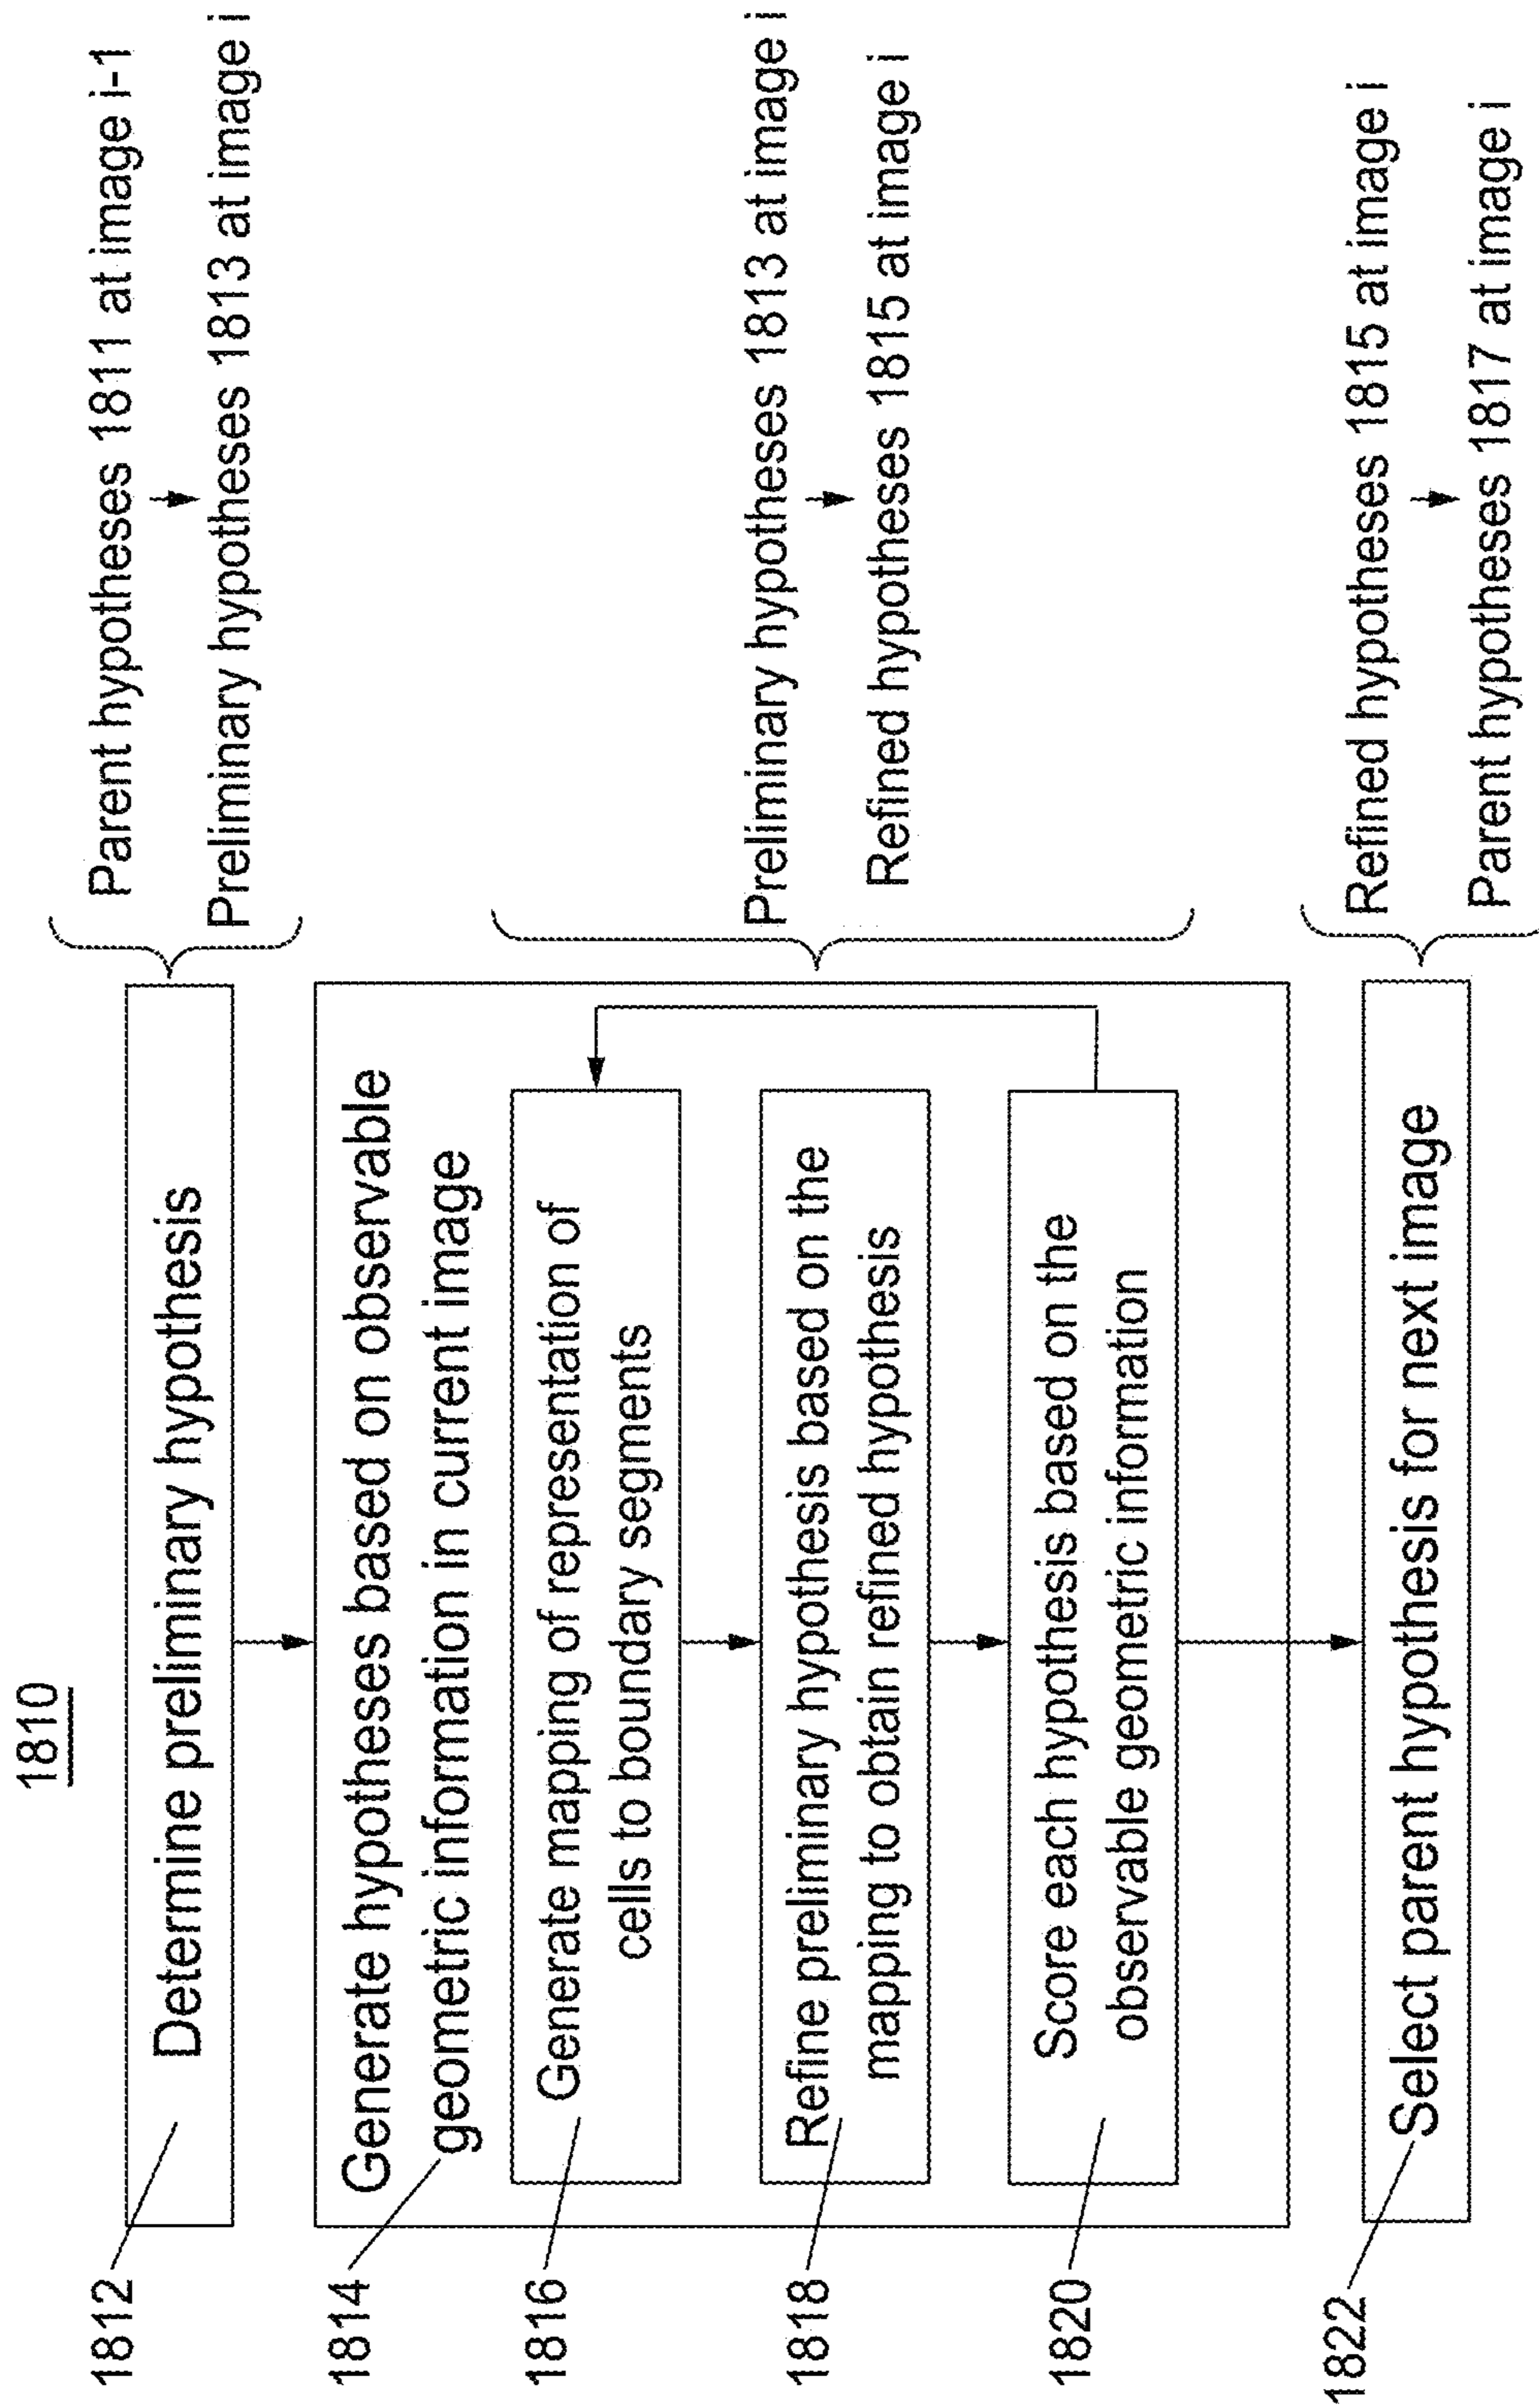 1810
1812
Determine preliminary hypothesis
Parent hypotheses 1811 at image i-1
Preliminary hypotheses 1813 at image i
1814
Generate hypotheses based on observable
geometric information in current image
1816
Generate mapping of representation of
cells to boundary segments
1818
Refine preliminary hypothesis based on the
mapping to obtain refined hypothesis
1820
Score each hypothesis based on the
observable geometric information
Preliminary hypotheses 1813 at image i
Refined hypotheses 1815 at image i
1822
Select parent hypothesis for next image
Refined hypotheses 1815 at image i
Parent hypotheses 1817 at image i